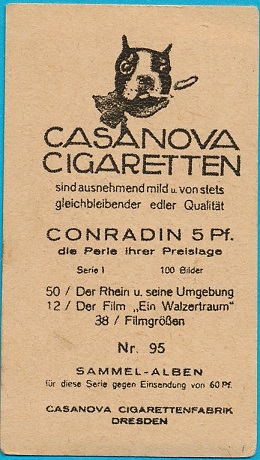 CASANOVA
CIGARETTEN
sind ausnehmend mild u. von stets
gleichbleibender edler Qualität
CONRADIN 5 Pf.
die Perle ihrer Preislage
Serie I 100 Bilder
50 / Der Rhein u. seine Umgebung
12 / Der Film „Ein Walzertraum"
38 / Filmgrößen
Nr. 95
SAMMEL-ALBEN
für diese Serie gegen Einsendung von 60 Pf.
CASANOVA CIGARETTENFABRIK
DRESDEN